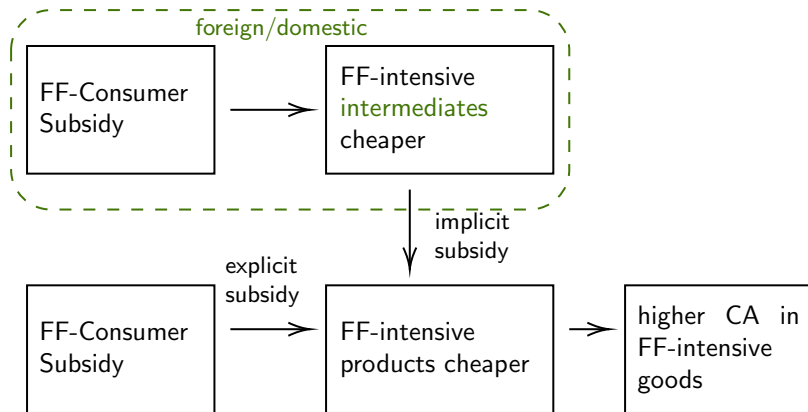 foreign/domestic
FF-Consumer
Subsidy
FF-intensive
intermediates
cheaper
implicit
subsidy
explicit
subsidy
FF-Consumer
Subsidy
FF-intensive
products cheaper
higher CA in
FF-intensive
goods